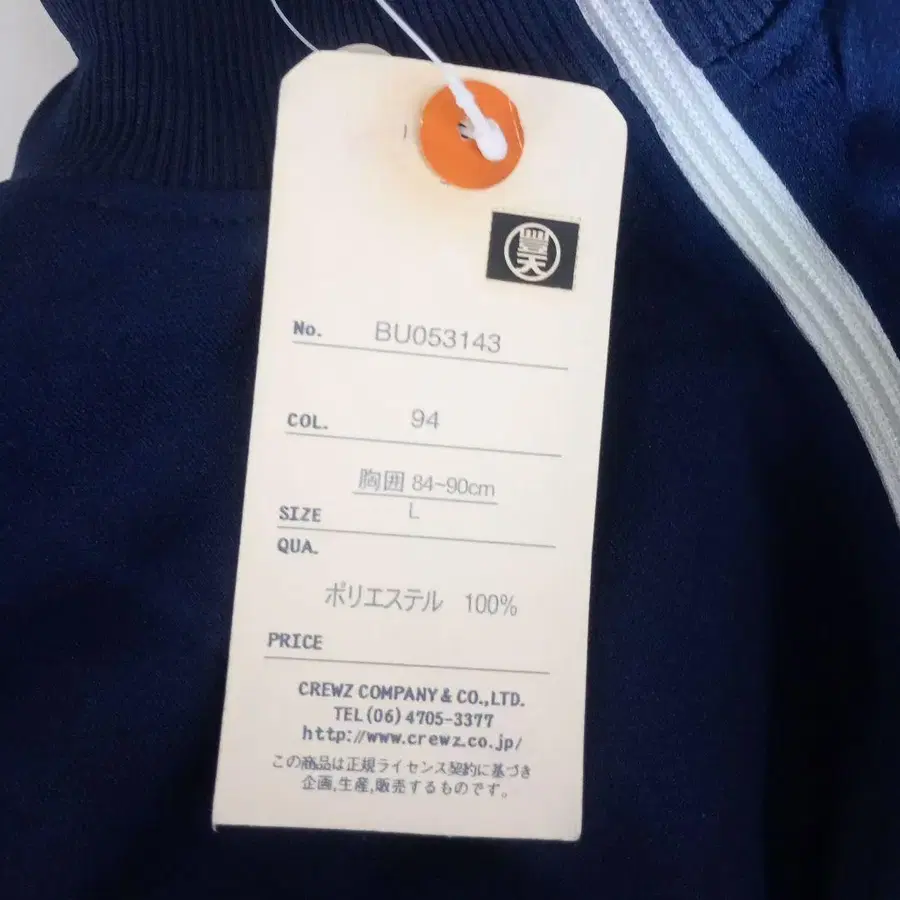 豊天
No. BU053143
COL. 94
胸囲 84~90cm
SIZE L
QUA.
ポリエステル 100%
PRICE
CREWZ COMPANY & CO.,LTD.
TEL(06)4705-3377
http://www.crewz.co.jp/
この商品は正規ライセンス契約に基づき
企画,生産,販売するものです。